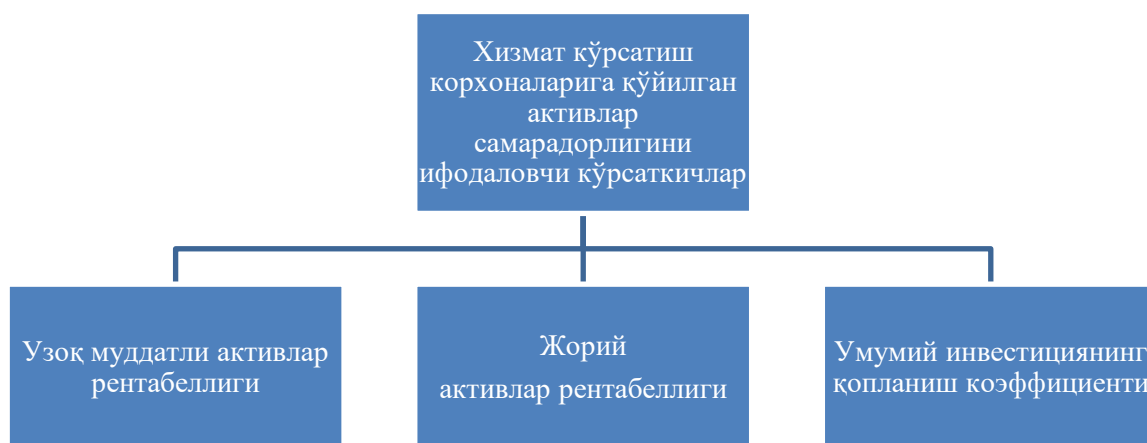 Хизмат кўрсатиш
корхоналарига қўйилган
активлар
самарадорлигини
ифодаловчи кўрсаткичлар
Узоқ муддатли активлар
рентабеллиги
Жорий
активлар рентабеллиги
Умумий инвестициянинг
қопланиш коэффициенти